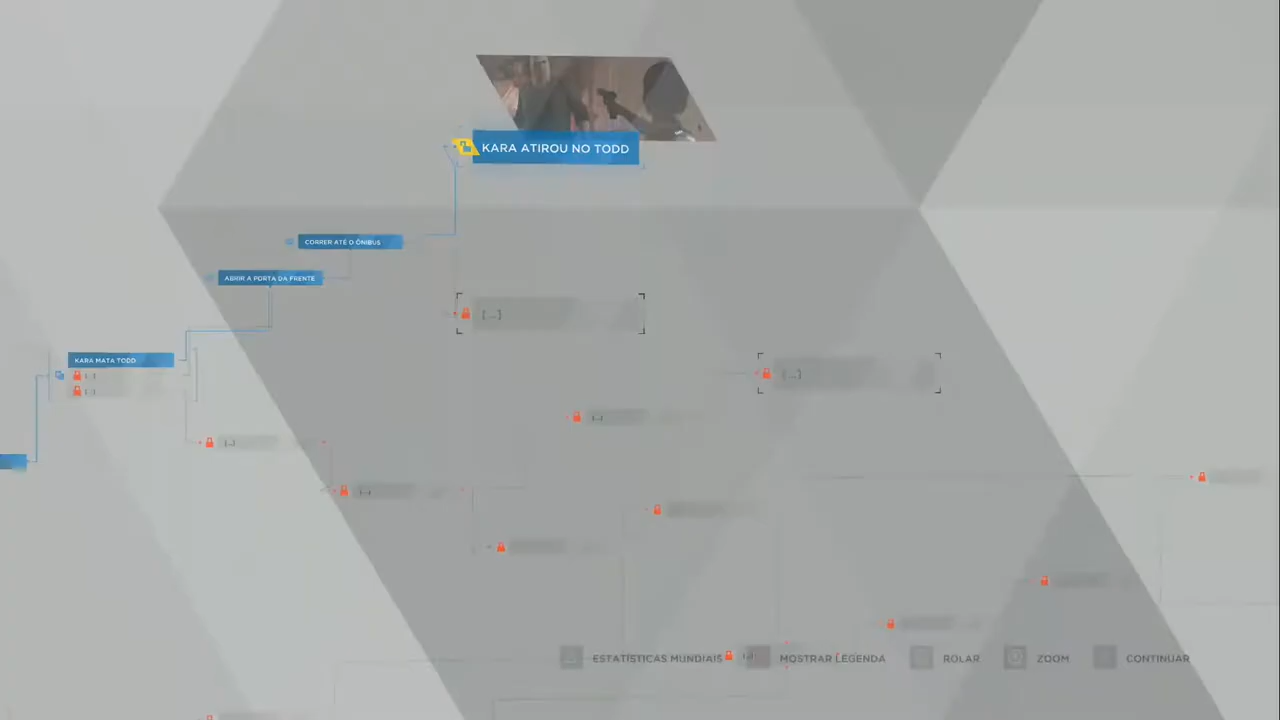 KARA ATIROU NO TODD
CORRER ATÉ O ÔNIBUS
ABRIR A PORTA DA FRENTE
[...]
KARA MATA TODD
[...]
[...]
[...]
[...]
[...]
[...]
[...]
ESTATÍSTICAS MUNDIAIS
MOSTRAR LEGENDA
ROLAR
ZOOM
CONTINUAR